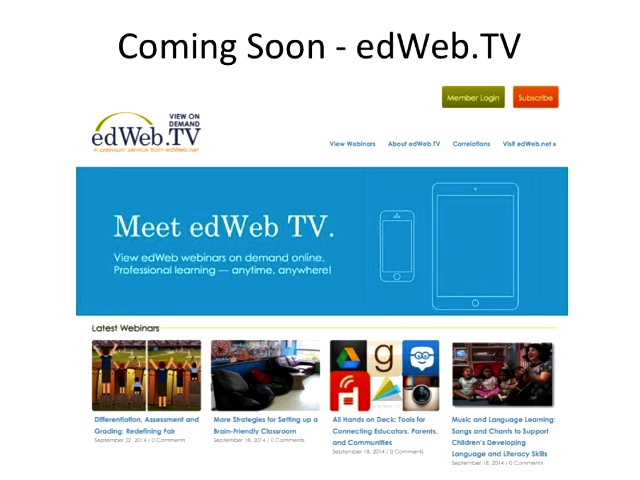 Coming Soon - edWeb.TV
Member Login
Subscribe
VIEW ON
DEMAND
edWeb.TV
A premium service from edWeb.net
View Webinars
About edWeb.TV
Correlations
Visit edWeb.net »
Meet edWeb TV.
View edWeb webinars on demand online.
Professional learning — anytime, anywhere!
Latest Webinars
g
Differentiation, Assessment and
Grading: Redefining Fair
September 22, 2014 / 0 Comments
More Strategies for Setting up a
Brain-Friendly Classroom
September 18, 2014 / 0 Comments
All Hands on Deck: Tools for
Connecting Educators, Parents,
and Communities
September 18, 2014 / 0 Comments
Music and Language Learning:
Songs and Chants to Support
Children's Developing
Language and Literacy Skills
September 18, 2014 / 0 Comments